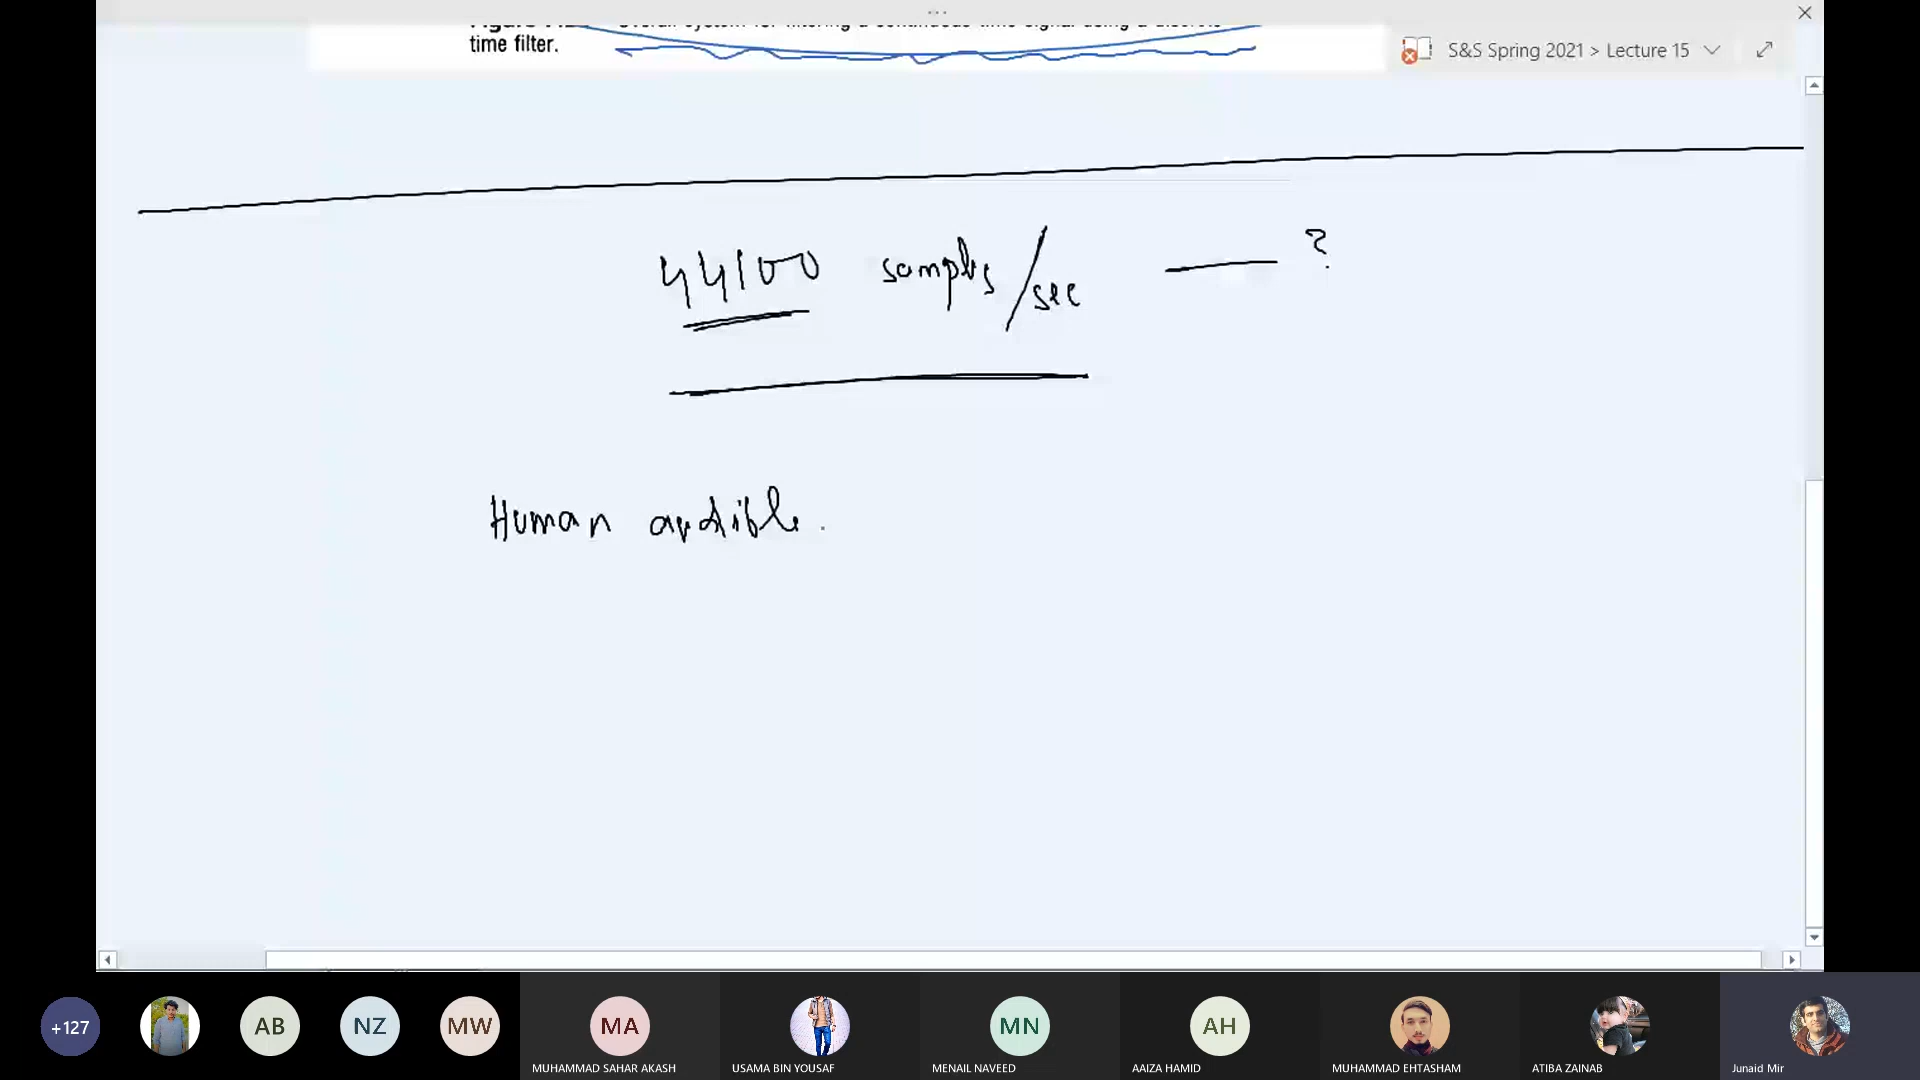 time filter.
S&S Spring 2021 > Lecture 15
44100 samples/sec — ?
Human audible.
+127
AB
NZ
MW
MA
MN
AH
MUHAMMAD SAHAR AKASH
USAMA BIN YOUSAF
MENAIL NAVEED
AAIZA HAMID
MUHAMMAD EHTASHAM
ATIBA ZAINAB
Junaid Mir